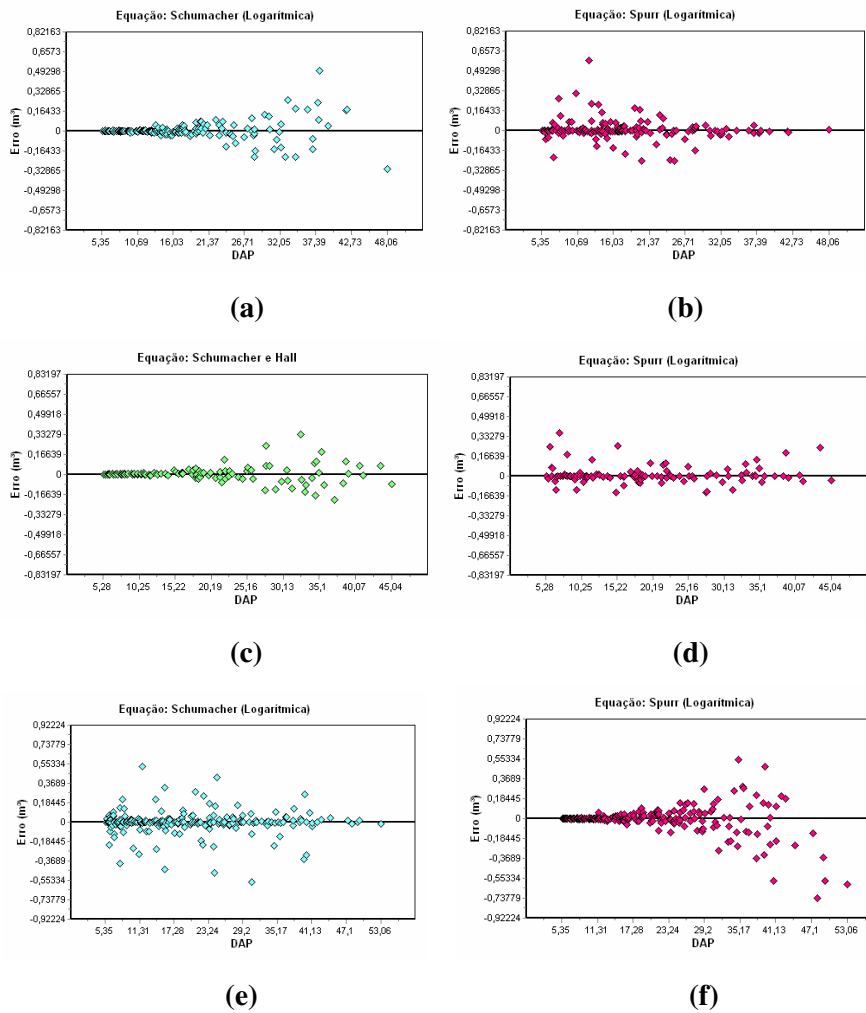 Equação: Schumacher (Logarítmica)
0,82163
0,6573
0,49298
0,32865
0,16433
0
-0,16433
-0,32865
-0,49298
-0,6573
-0,82163
Erro (m³)
5,35 10,69 16,03 21,37 26,71 32,05 37,39 42,73 48,06
DAP
(a)
Equação: Spurr (Logarítmica)
0,82163
0,6573
0,49298
0,32865
0,16433
0
-0,16433
-0,32865
-0,49298
-0,6573
-0,82163
Erro (m³)
5,35 10,69 16,03 21,37 26,71 32,05 37,39 42,73 48,06
DAP
(b)
Equação: Schumacher e Hall
0,83197
0,66557
0,49918
0,33279
0,16639
0
-0,16639
-0,33279
-0,49918
-0,66557
-0,83197
Erro (m³)
5,28 10,25 15,22 20,19 25,16 30,13 35,1 40,07 45,04
DAP
(c)
Equação: Spurr (Logarítmica)
0,83197
0,66557
0,49918
0,33279
0,16639
0
-0,16639
-0,33279
-0,49918
-0,66557
-0,83197
Erro (m³)
5,28 10,25 15,22 20,19 25,16 30,13 35,1 40,07 45,04
DAP
(d)
Equação: Schumacher (Logarítmica)
0,92224
0,73779
0,55334
0,3689
0,18445
0
-0,18445
-0,3689
-0,55334
-0,73779
-0,92224
Erro (m³)
5,35 11,31 17,28 23,24 29,2 35,17 41,13 47,1 53,06
DAP
(e)
Equação: Spurr (Logarítmica)
0,92224
0,73779
0,55334
0,3689
0,18445
0
-0,18445
-0,3689
-0,55334
-0,73779
-0,92224
Erro (m³)
5,35 11,31 17,28 23,24 29,2 35,17 41,13 47,1 53,06
DAP
(f)